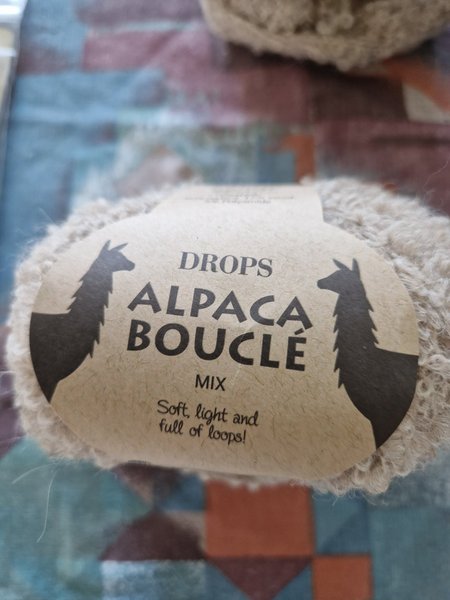 DROPS
ALPACA
BOUCLÉ
MIX
Soft, light and
full of loops!